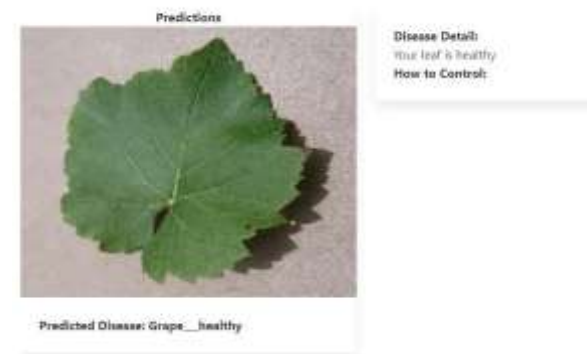 Predictions
Predicted Disease: Grape___healthy
Disease Detail:
Your leaf is healthy
How to Control: